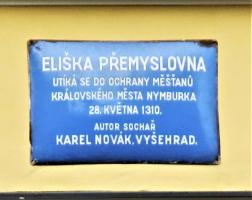 ELIŠKA PŘEMYSLOVNA
UTÍKÁ SE DO OCHRANY MĚŠŤANŮ
KRÁLOVSKÉHO MĚSTA NYMBURKA
28. KVĚTNA 1310.
AUTOR SOCHAŘ
KAREL NOVÁK, VYŠEHRAD.